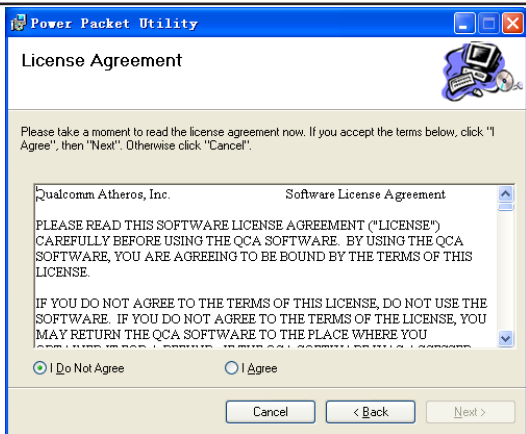 Power Packet Utility
License Agreement
Please take a moment to read the license agreement now. If you accept the terms below, click "I
Agree", then "Next". Otherwise click "Cancel".
Qualcomm Atheros, Inc. Software License Agreement
PLEASE READ THIS SOFTWARE LICENSE AGREEMENT ("LICENSE")
CAREFULLY BEFORE USING THE QCA SOFTWARE. BY USING THE QCA
SOFTWARE, YOU ARE AGREEING TO BE BOUND BY THE TERMS OF THIS
LICENSE.
IF YOU DO NOT AGREE TO THE TERMS OF THIS LICENSE, DO NOT USE THE
SOFTWARE. IF YOU DO NOT AGREE TO THE TERMS OF THE LICENSE, YOU
MAY RETURN THE QCA SOFTWARE TO THE PLACE WHERE YOU
I Do Not Agree I Agree
Cancel < Back Next >